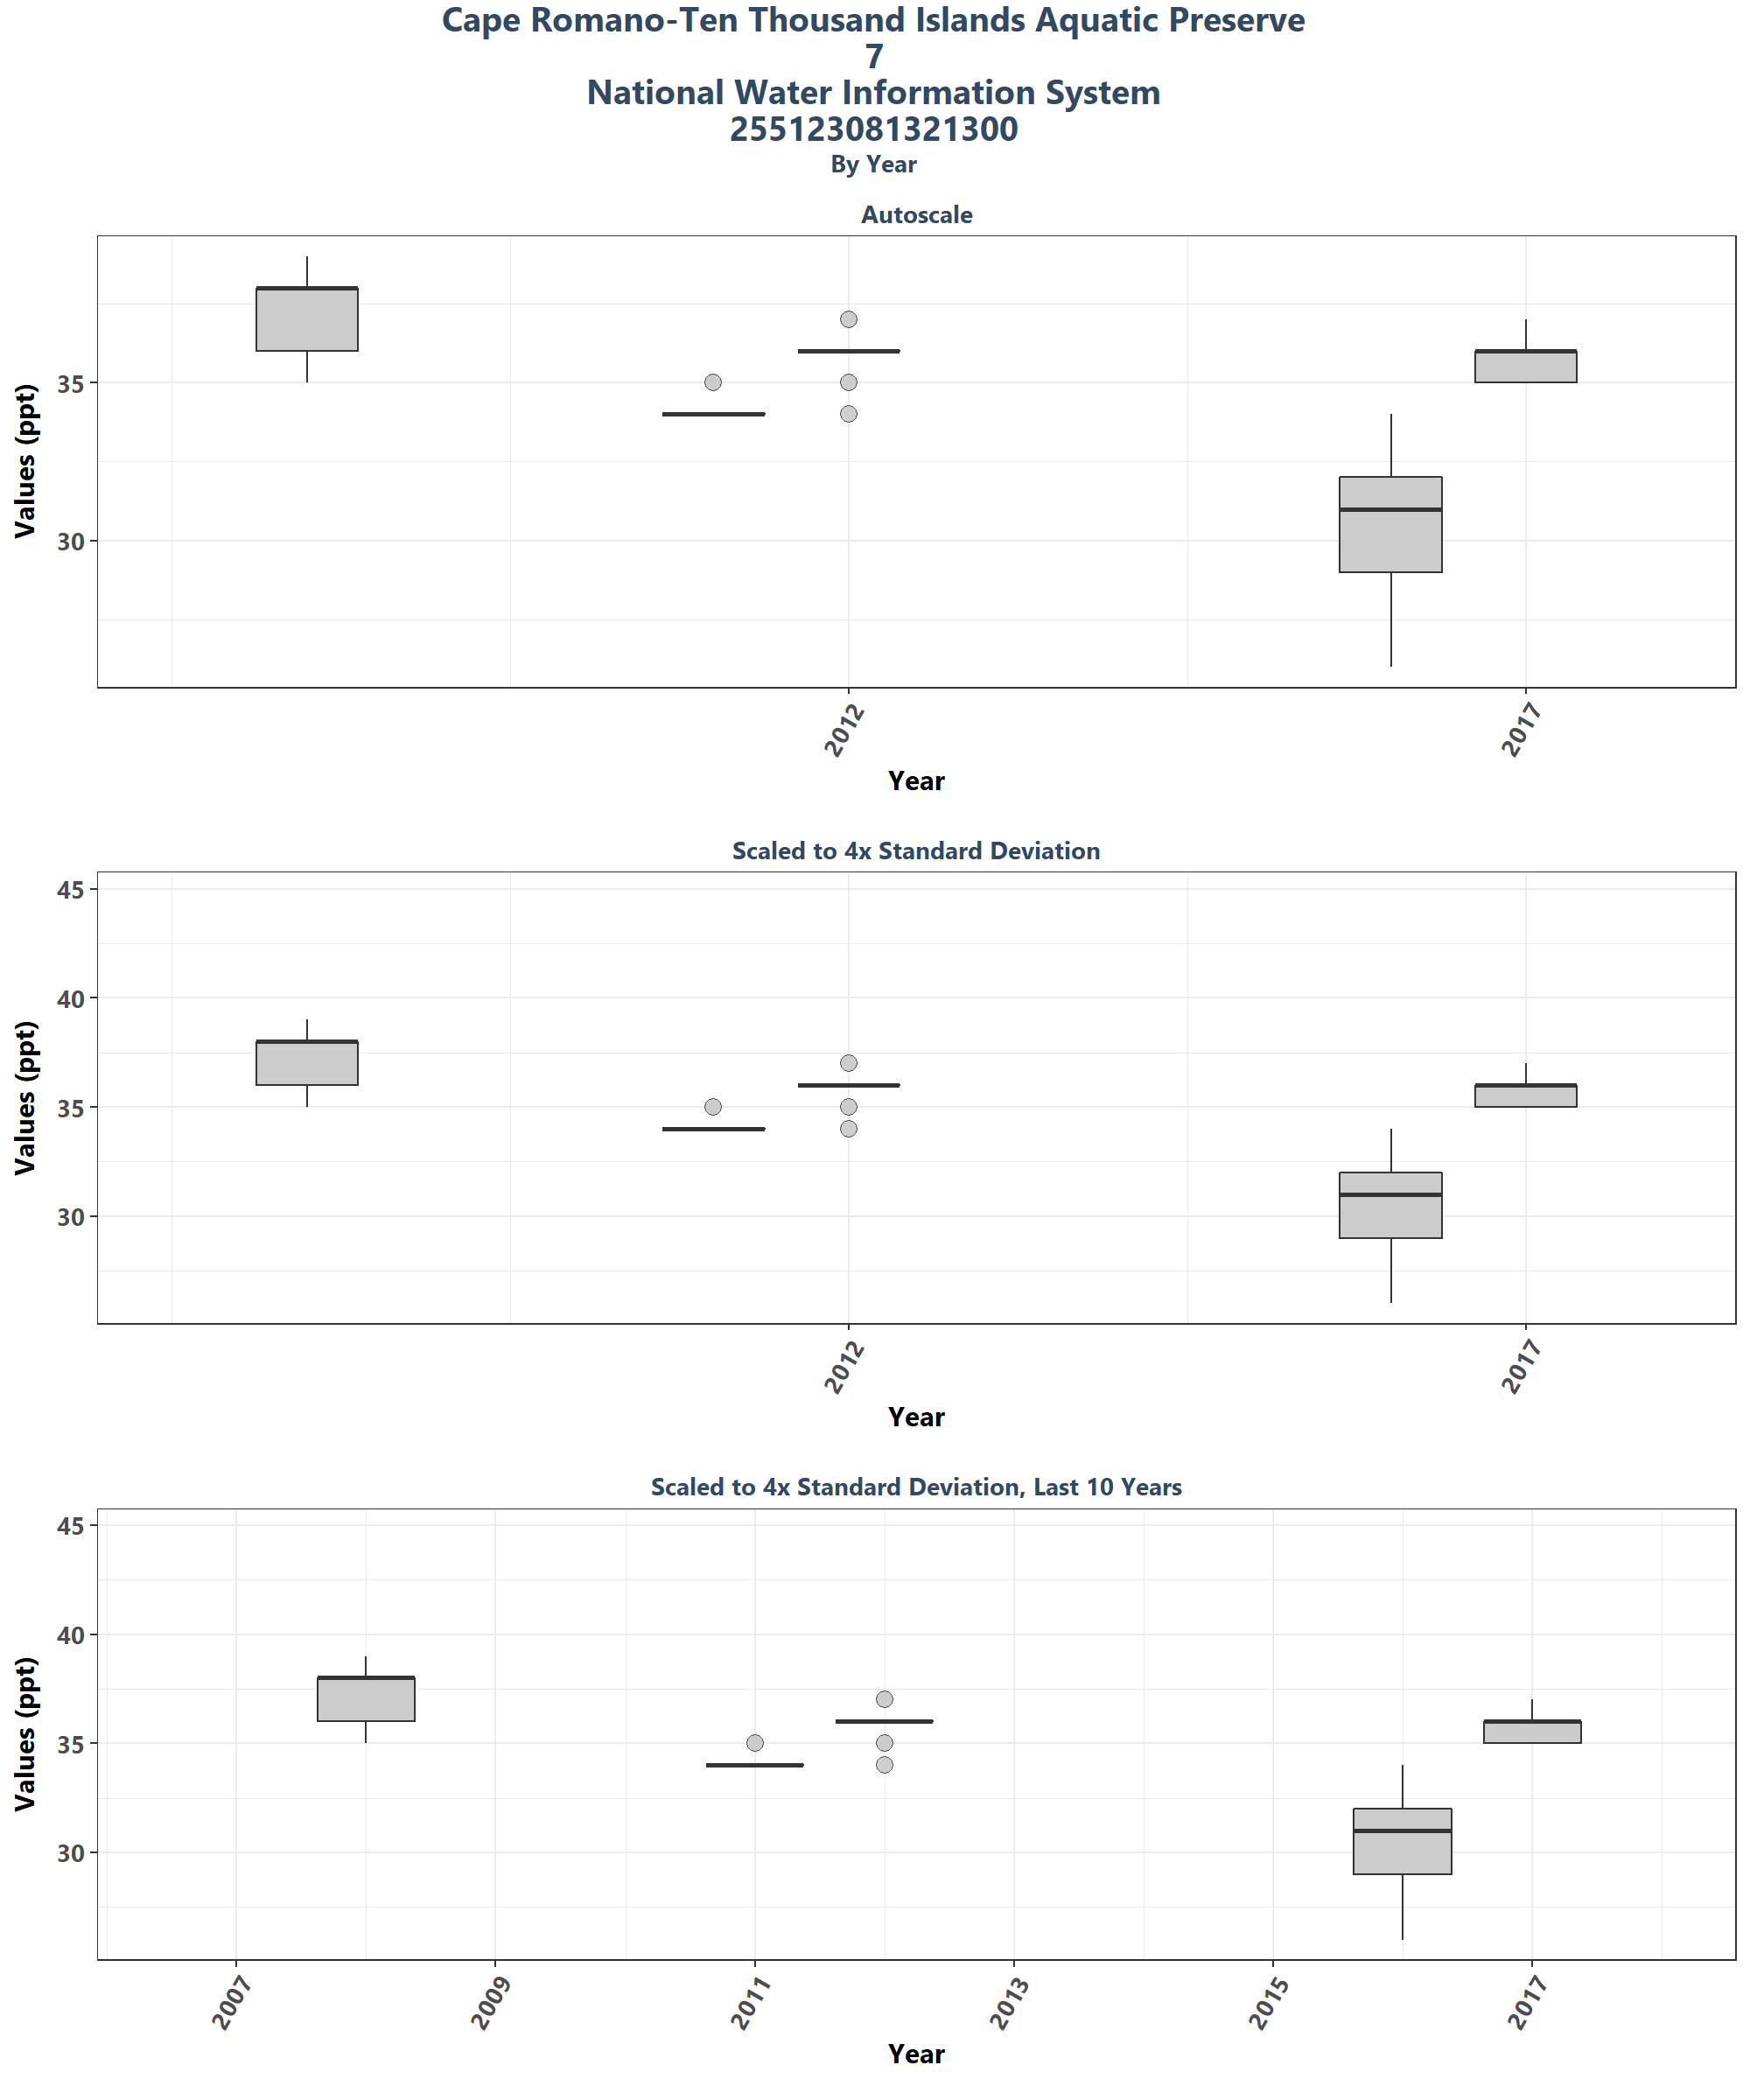 Cape Romano-Ten Thousand Islands Aquatic Preserve
7
National Water Information System
255123081321300
By Year
Autoscale
Values (ppt)
35
30
2012
2017
Year
Scaled to 4x Standard Deviation
Values (ppt)
45
40
35
30
2012
2017
Year
Scaled to 4x Standard Deviation, Last 10 Years
Values (ppt)
45
40
35
30
2007
2009
2011
2013
2015
2017
Year